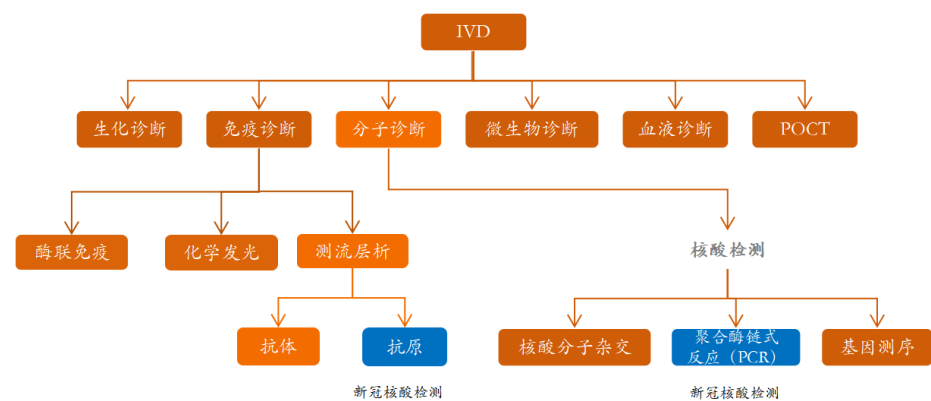 IVD
生化诊断
免疫诊断
分子诊断
微生物诊断
血液诊断
POCT
酶联免疫
化学发光
测流层析
核酸检测
抗体
抗原
核酸分子杂交
聚合酶链式
反应（PCR）
基因测序
新冠核酸检测
新冠核酸检测